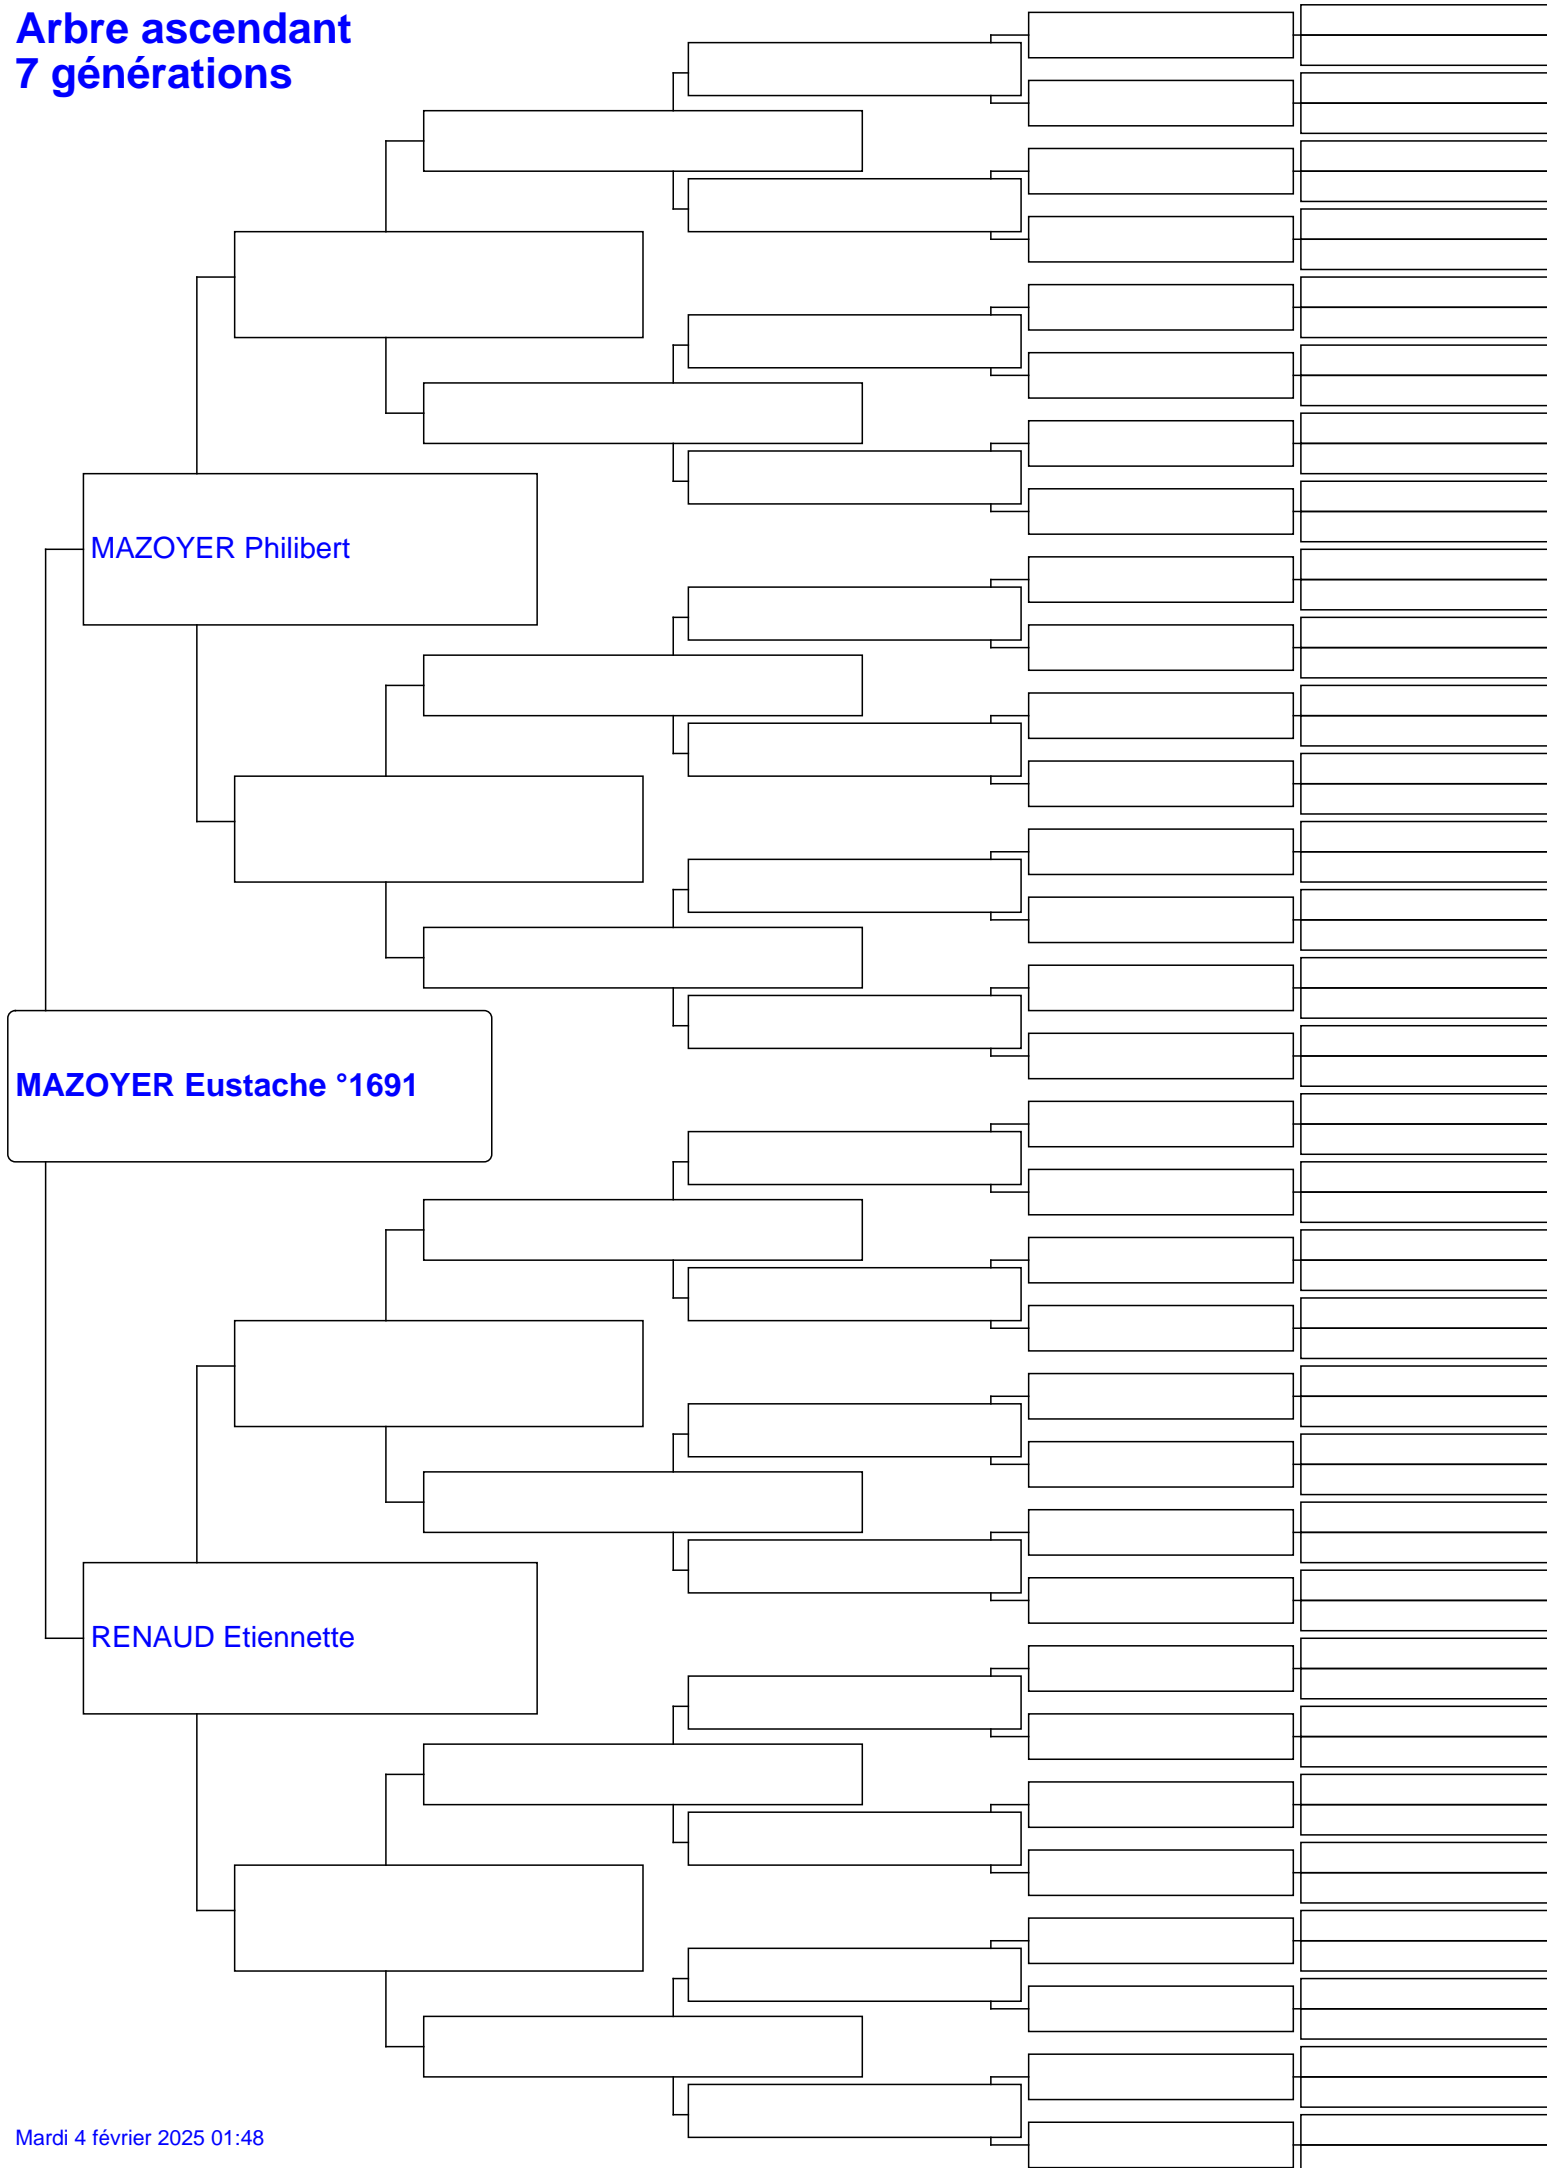 Arbre ascendant
7 générations
MAZOYER Philibert
MAZOYER Eustache °1691
RENAUD Etiennette
Mardi 4 février 2025 01:48